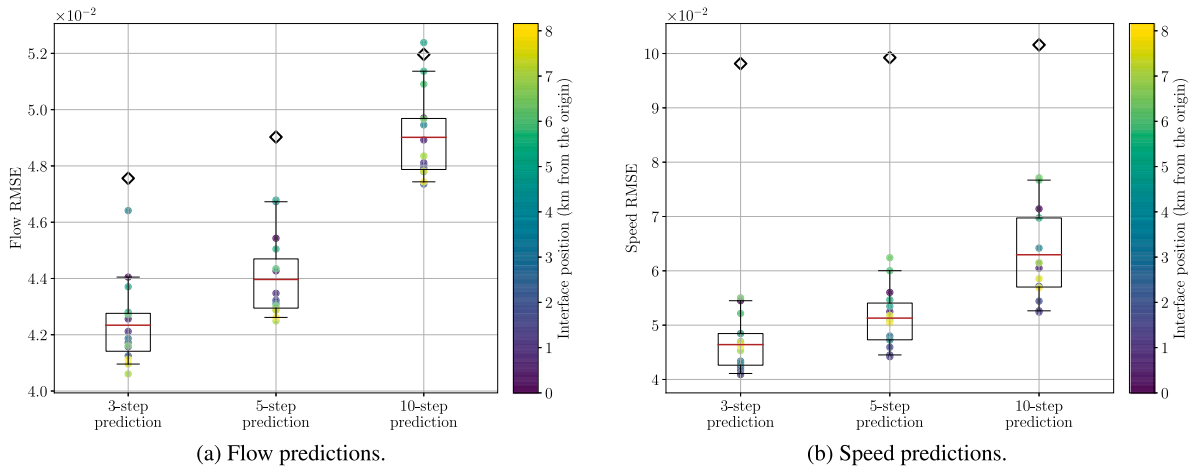 ×10⁻²
5.2
5.0
4.8
4.6
4.4
4.2
4.0
Flow RMSE
3-step
prediction
5-step
prediction
10-step
prediction
8
7
6
5
4
3
2
1
0
Interface position (km from the origin)
(a) Flow predictions.
×10⁻²
10
9
8
7
6
5
4
Speed RMSE
3-step
prediction
5-step
prediction
10-step
prediction
8
7
6
5
4
3
2
1
0
Interface position (km from the origin)
(b) Speed predictions.